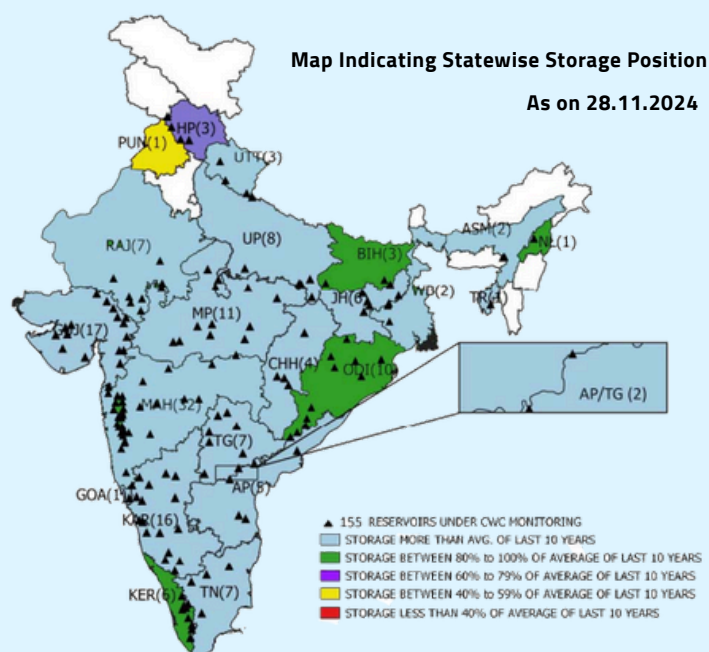 Map Indicating Statewise Storage Position
As on 28.11.2024
HP(3)
PUN(1)
UTT(3)
ASM(2)
NL(1)
RAJ(7)
UP(8)
BIH(3)
JH(6)
WB(2)
TR(1)
GUJ(17)
MP(11)
CHH(4)
ODI(10)
AP/TG (2)
MAH(32)
TG(7)
AP(5)
GOA(1)
KAR(16)
KER(6)
TN(7)
155 RESERVOIRS UNDER CWC MONITORING
STORAGE MORE THAN AVG. OF LAST 10 YEARS
STORAGE BETWEEN 80% to 100% OF AVERAGE OF LAST 10 YEARS
STORAGE BETWEEN 60% to 79% OF AVERAGE OF LAST 10 YEARS
STORAGE BETWEEN 40% to 59% OF AVERAGE OF LAST 10 YEARS
STORAGE LESS THAN 40% OF AVERAGE OF LAST 10 YEARS